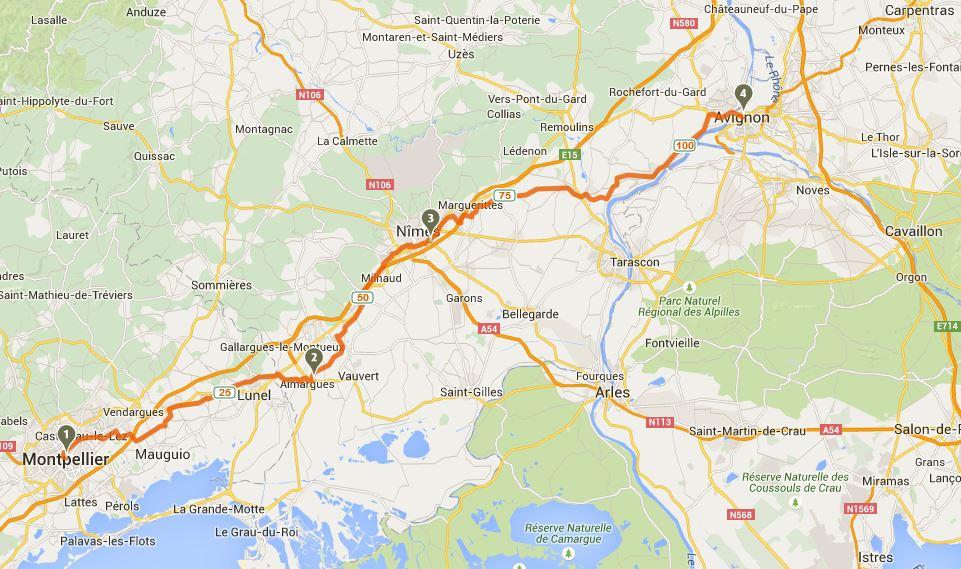 Lasalle
Anduze
Saint-Quentin-la-Poterie
Châteauneuf-du-Pape
Carpentras
N580
Montaren-et-Saint-Médiers
Monteux
Uzès
Le Rhône
Pernes-les-Fontai
N106
Rochefort-du-Gard
4
aint-Hippolyte-du-Fort
Vers-Pont-du-Gard
Collias
Avignon
Sauve
Montagnac
Remoulins
La Calmette
Le Thor
Quissac
Lédenon
E15
100
L'Isle-sur-la-Sor
Putois
N106
75
Noves
Marguerittes
3
Nîmes
Lauret
Cavaillon
Tarascon
Milhaud
Orgon
Sommières
ndres
Saint-Mathieu-de-Tréviers
50
Garons
Parc Naturel
Régional des Alpilles
Bellegarde
E714
A54
Gallargues-le-Montueux
Fontvieille
2
Aimargues
Vauvert
Fourques
25
Lunel
Saint-Gilles
Arles
Vendargues
abels
N113
1
Castelnau-le-Lez
Saint-Martin-de-Crau
A54
Salon-de-P
109
Montpellier
Mauguio
Grans
Lattes
Pérols
Réserve Naturelle des
Coussouls de Crau
Miramas
Lanço
La Grande-Motte
N568
N1569
Palavas-les-Flots
Le Grau-du-Roi
Réserve Naturelle
de Camargue
Istres
Le